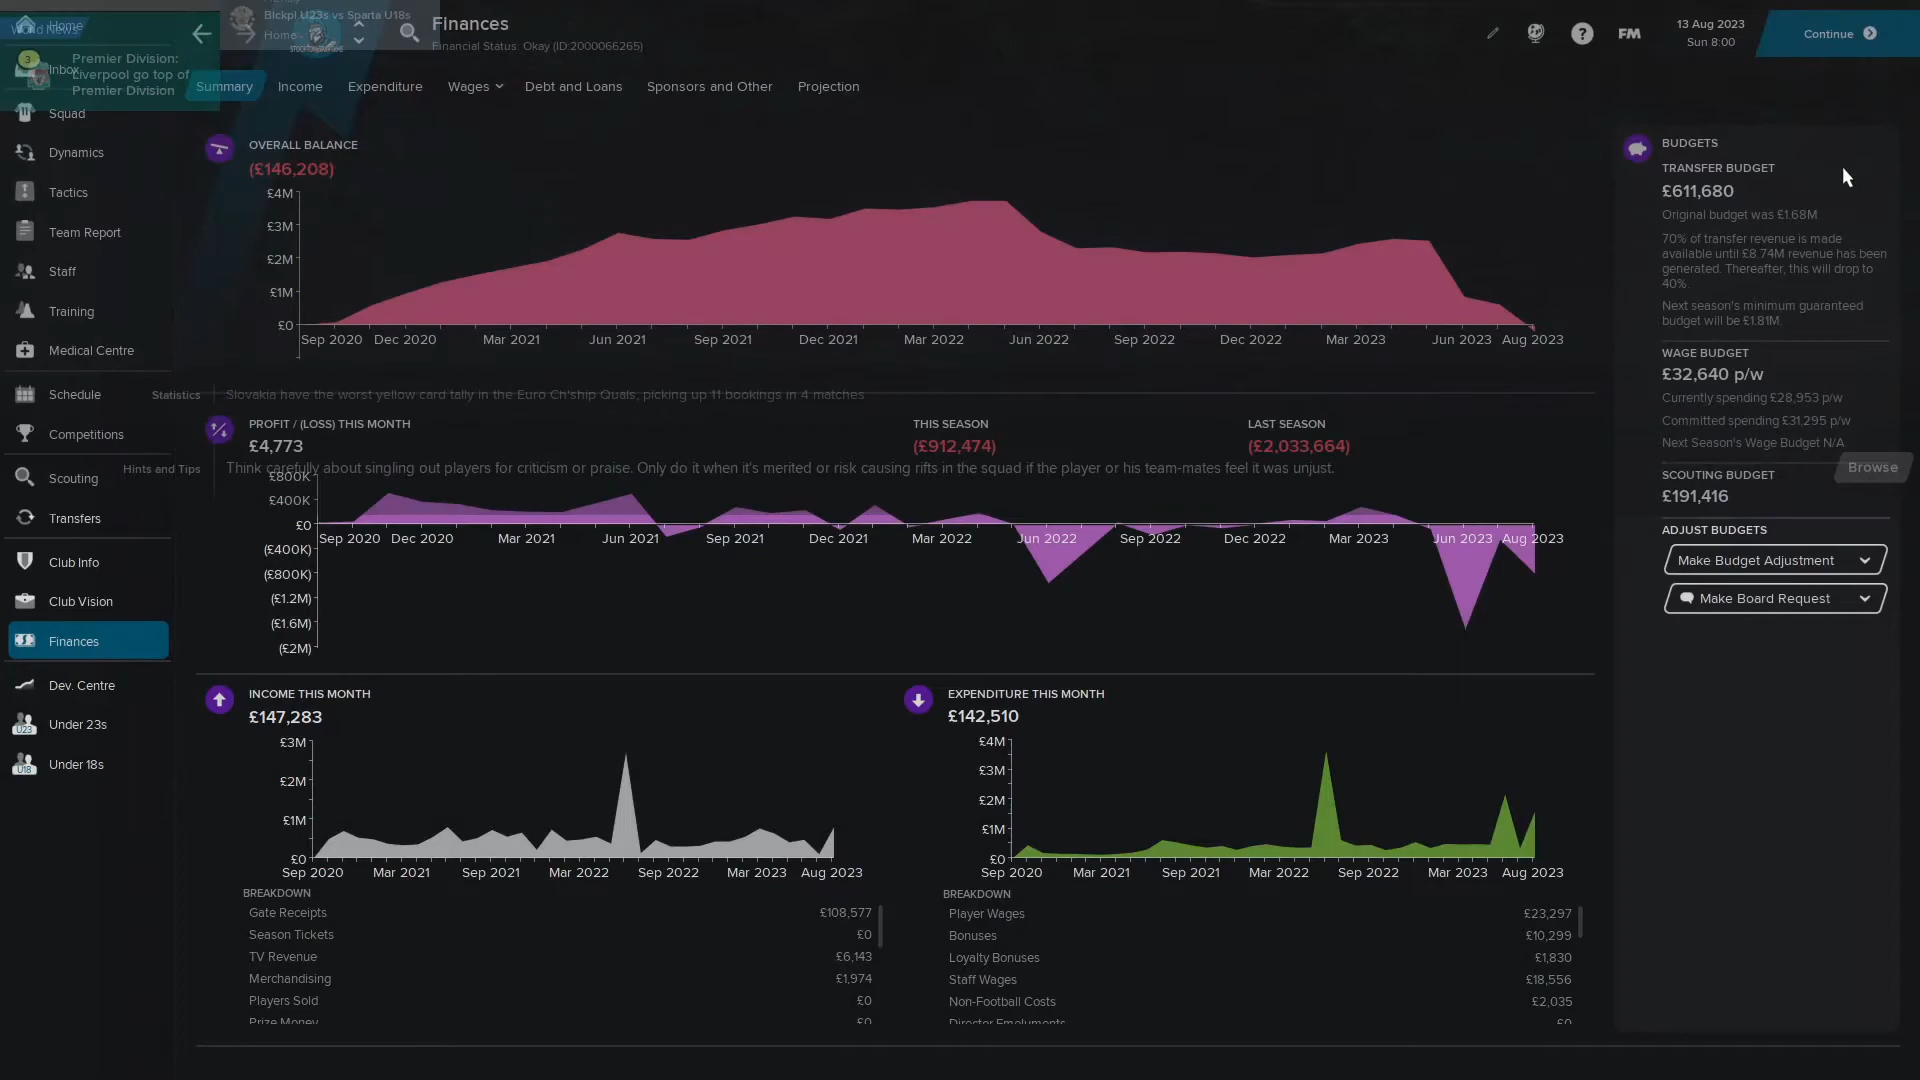 World News
Home
Blckpl U23s vs Sparta U18s
Home -
Finances
Financial Status: Okay (ID:2000066265)
FM
13 Aug 2023
Sun 8:00
Continue
3
Inbox
Premier Division:
Liverpool go top of
Premier Division
Summary
Income
Expenditure
Wages
Debt and Loans
Sponsors and Other
Projection
Squad
Dynamics
Tactics
Team Report
Staff
Training
Medical Centre
Schedule
Competitions
Scouting
Transfers
Club Info
Club Vision
Finances
Dev. Centre
U23
Under 23s
U18
Under 18s
OVERALL BALANCE
(£146,208)
£4M
£3M
£2M
£1M
£0
Sep 2020 Dec 2020 Mar 2021 Jun 2021 Sep 2021 Dec 2021 Mar 2022 Jun 2022 Sep 2022 Dec 2022 Mar 2023 Jun 2023 Aug 2023
Statistics
Slovakia have the worst yellow card tally in the Euro Ch'ship Quals, picking up 11 bookings in 4 matches
PROFIT / (LOSS) THIS MONTH
£4,773
THIS SEASON
(£912,474)
LAST SEASON
(£2,033,664)
Hints and Tips
Think carefully about singling out players for criticism or praise. Only do it when it's merited or risk causing rifts in the squad if the player or his team-mates feel it was unjust.
Browse
£800K
£400K
£0
(£400K)
(£800K)
(£1.2M)
(£1.6M)
(£2M)
Sep 2020 Dec 2020 Mar 2021 Jun 2021 Sep 2021 Dec 2021 Mar 2022 Jun 2022 Sep 2022 Dec 2022 Mar 2023 Jun 2023 Aug 2023
INCOME THIS MONTH
£147,283
£3M
£2M
£1M
£0
Sep 2020 Mar 2021 Sep 2021 Mar 2022 Sep 2022 Mar 2023 Aug 2023
BREAKDOWN
Gate Receipts £108,577
Season Tickets £0
TV Revenue £6,143
Merchandising £1,974
Players Sold £0
Prize Money £0
EXPENDITURE THIS MONTH
£142,510
£4M
£3M
£2M
£1M
£0
Sep 2020 Mar 2021 Sep 2021 Mar 2022 Sep 2022 Mar 2023 Aug 2023
BREAKDOWN
Player Wages £23,297
Bonuses £10,299
Loyalty Bonuses £1,830
Staff Wages £18,556
Non-Football Costs £2,035
Director Emoluments £0
BUDGETS
TRANSFER BUDGET
£611,680
Original budget was £1.68M
70% of transfer revenue is made
available until £8.74M revenue has been
generated. Thereafter, this will drop to
40%.
Next season's minimum guaranteed
budget will be £1.81M.
WAGE BUDGET
£32,640 p/w
Currently spending £28,953 p/w
Committed spending £31,295 p/w
Next Season's Wage Budget N/A
SCOUTING BUDGET
£191,416
ADJUST BUDGETS
Make Budget Adjustment
Make Board Request